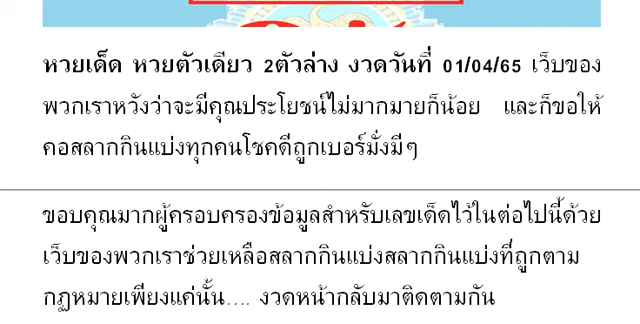 หวยเด็ด หวยตัวเดียว 2ตัวล่าง งวดวันที่ 01/04/65 เว็บของ
พวกเราหวังว่าจะมีคุณประโยชน์ไม่มากมายก็น้อย และก็ขอให้
คอสลากกินแบ่งทุกคนโชคดีถูกเบอร์มั่งมีๆ
ขอบคุณมากผู้ครอบครองข้อมูลสำหรับเลขเด็ดไว้ในต่อไปนี้ด้วย
เว็บของพวกเราช่วยเหลือสลากกินแบ่งสลากกินแบ่งที่ถูกตาม
กฎหมายเพียงแค่นั้น.... งวดหน้ากลับมาติดตามกัน